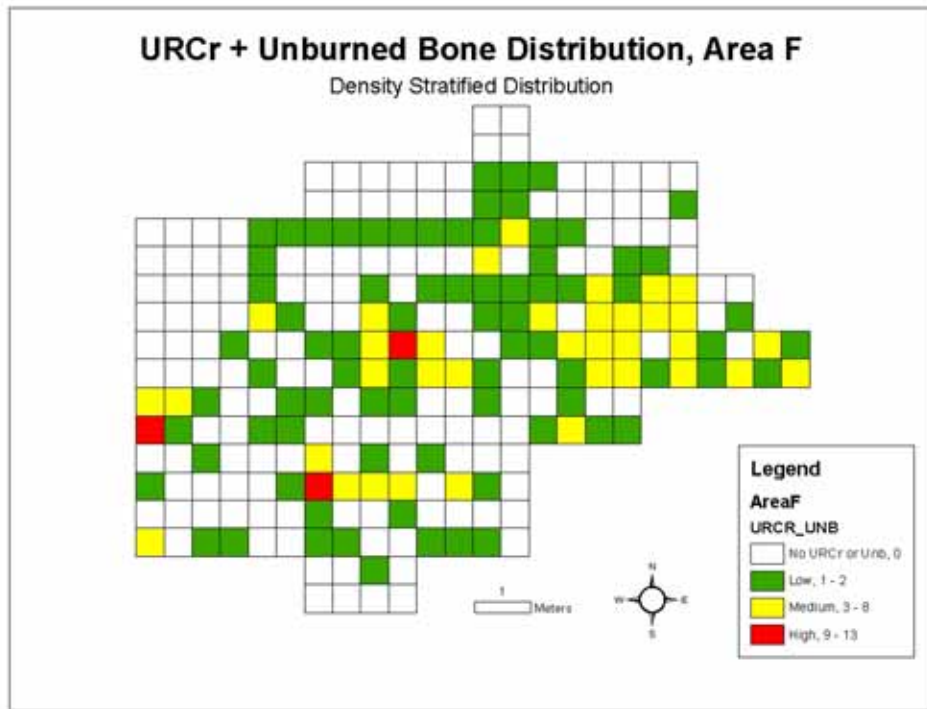 URCr + Unburned Bone Distribution, Area F
Density Stratified Distribution
Legend
AreaF
URCR_UNB
No URCr or Unb, 0
Low, 1 - 2
Medium, 3 - 8
High, 9 - 13
1
Meters
N
W
E
S